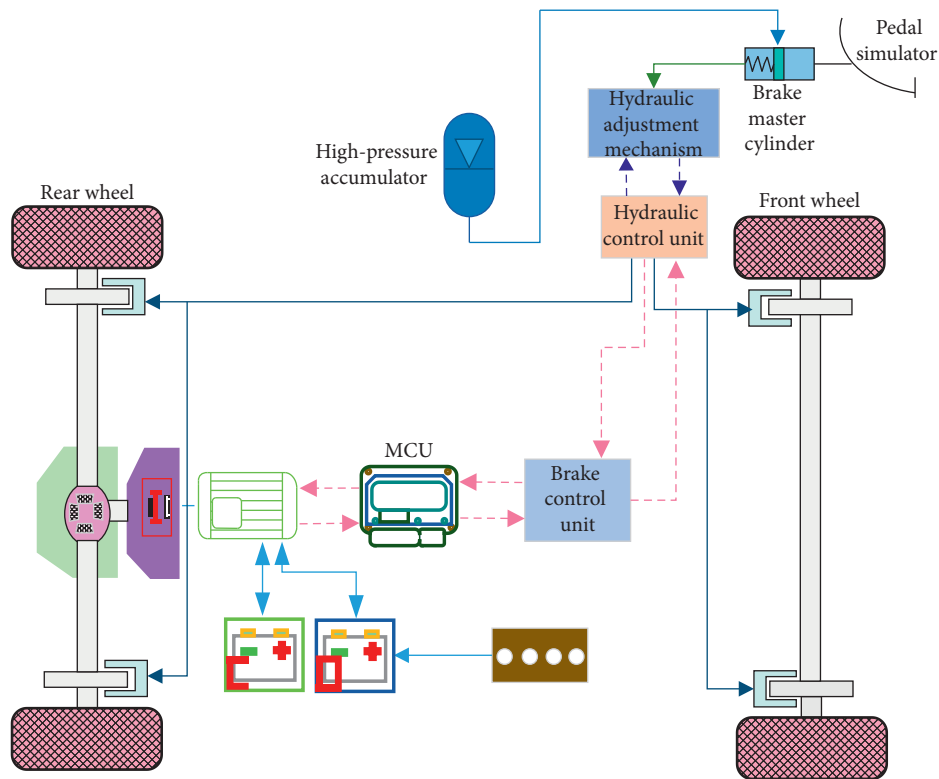 Pedal
simulator
Brake
master
cylinder
Hydraulic
adjustment
mechanism
High-pressure
accumulator
Rear wheel
Hydraulic
control unit
Front wheel
MCU
Brake
control
unit